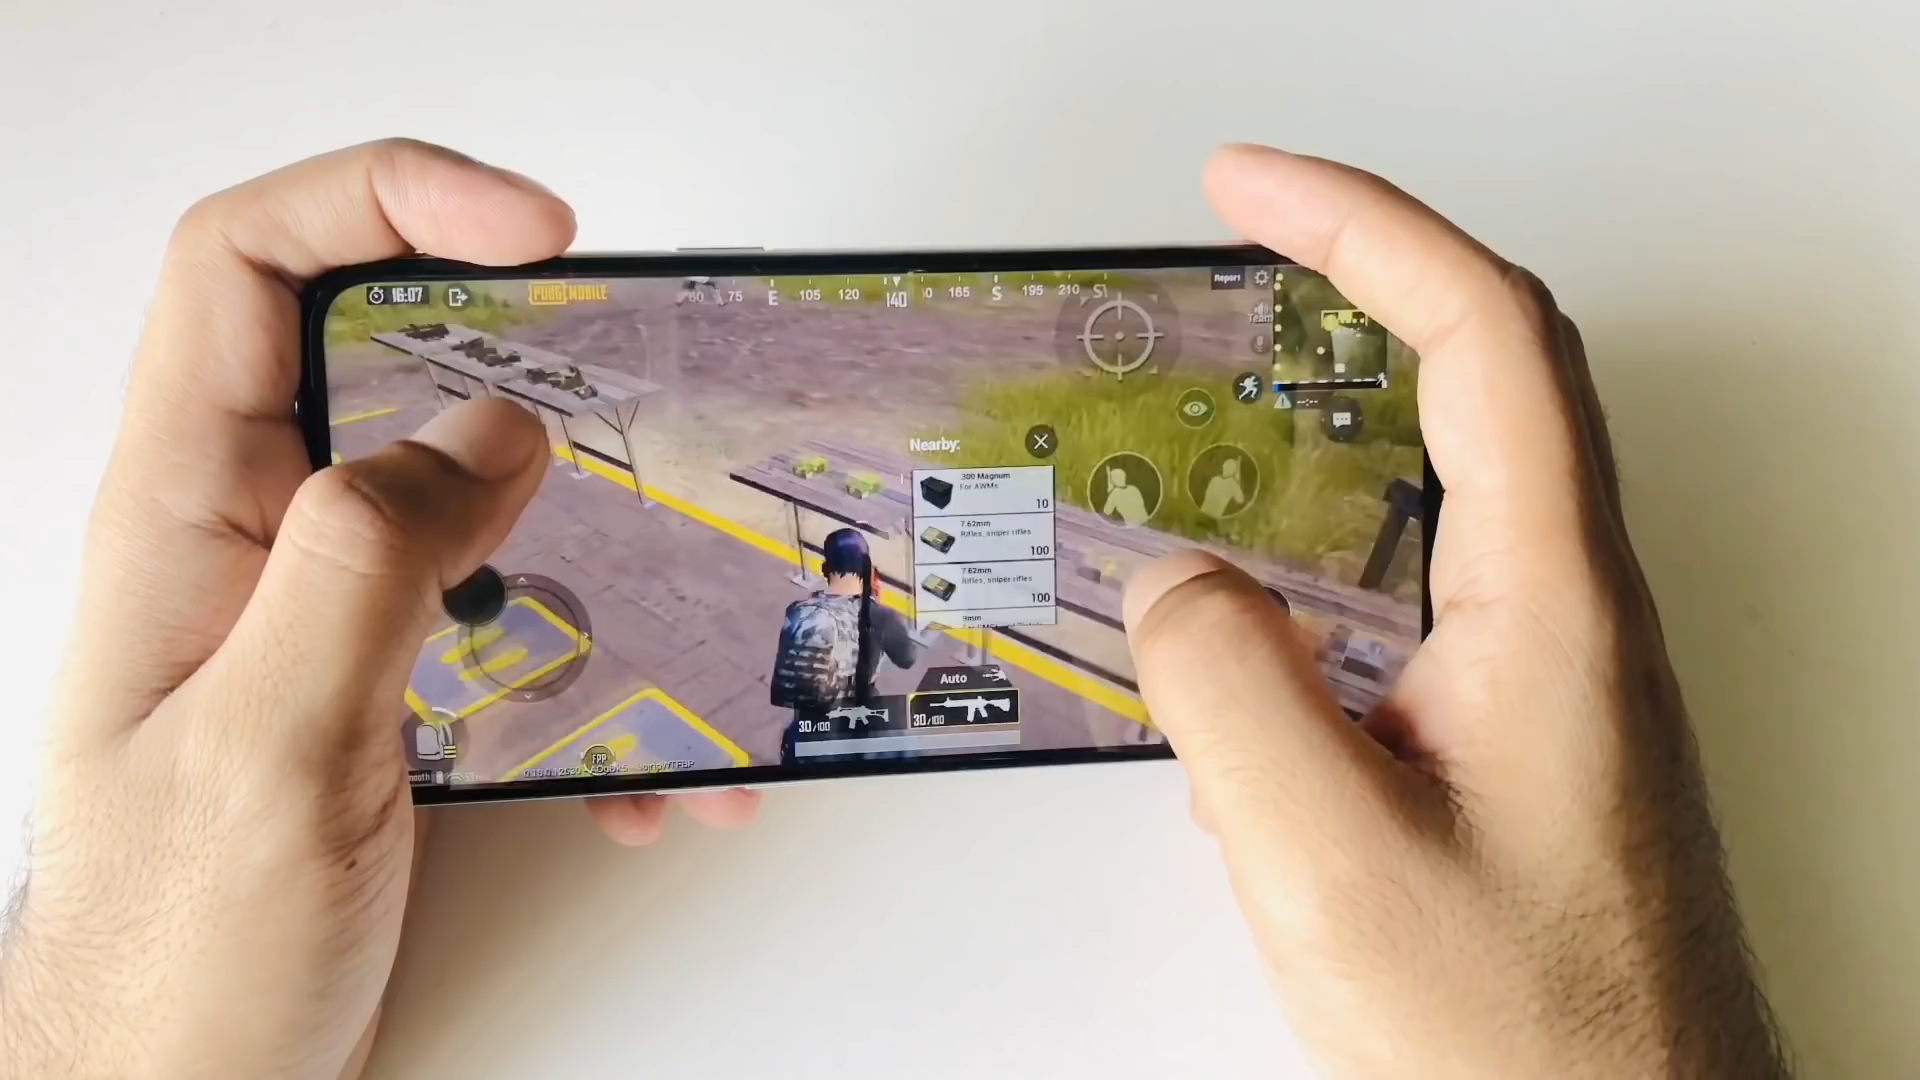 16:07
PUBG MOBILE
60 75 E 105 120 140 165 S 195 210
Report
Team
Nearby:
.300 Magnum
For AWMs
10
7.62mm
Rifles, sniper rifles
100
7.62mm
Rifles, sniper rifles
100
9mm
Auto
30/100
30/100
FPP